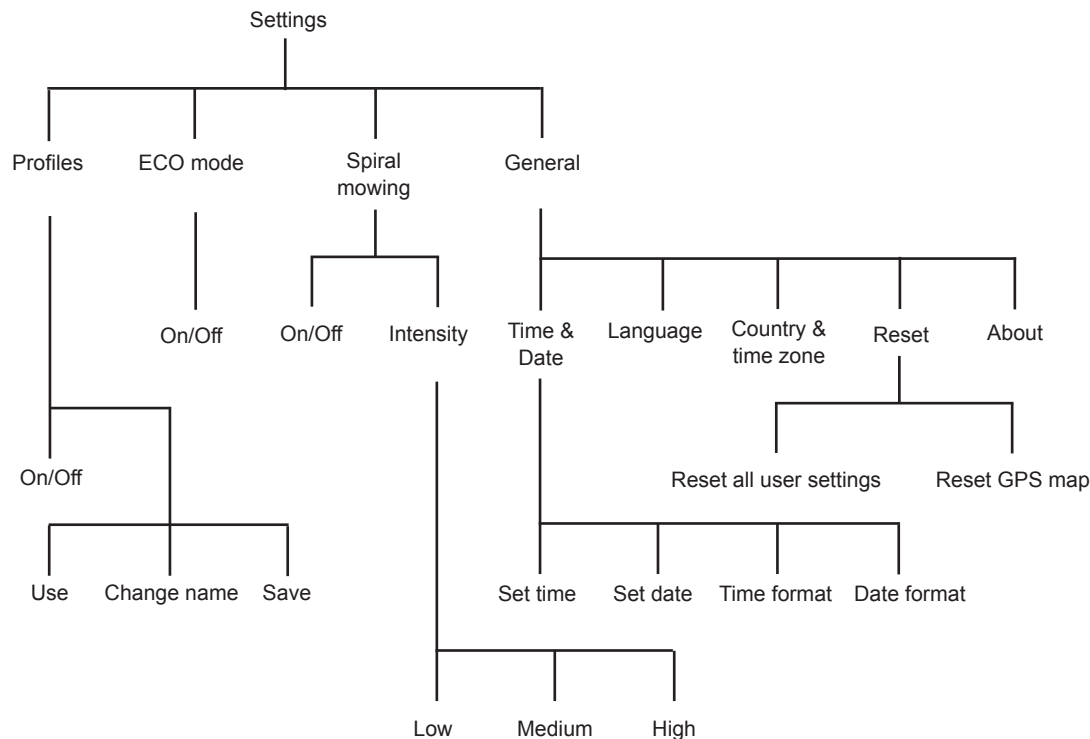 Settings
Profiles
ECO mode
Spiral
mowing
General
On/Off
On/Off
Intensity
Time &
Date
Language
Country &
time zone
Reset
About
On/Off
Reset all user settings
Reset GPS map
Use
Change name
Save
Set time
Set date
Time format
Date format
Low
Medium
High